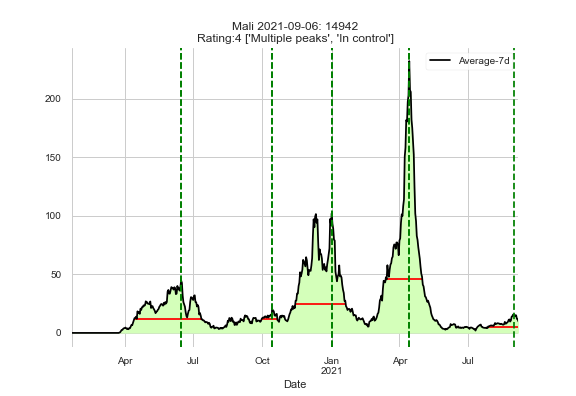 Mali 2021-09-06: 14942
Rating:4 ['Multiple peaks', 'In control']
Average-7d
200
150
100
50
0
Apr Jul Oct Jan Apr Jul
2021
Date